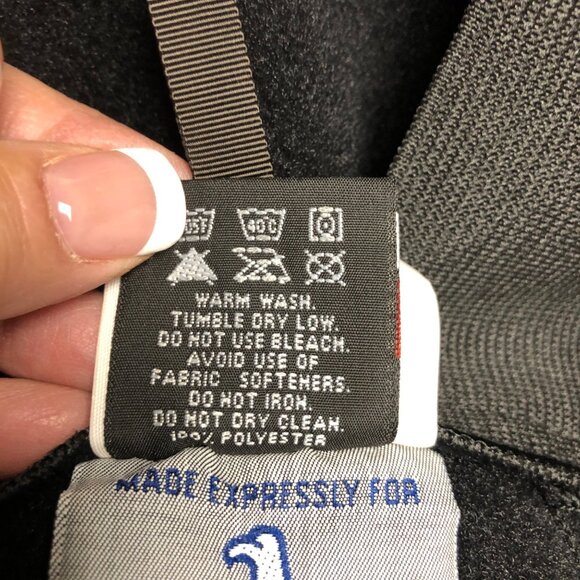 40C
WARM WASH.
TUMBLE DRY LOW.
DO NOT USE BLEACH.
AVOID USE OF
FABRIC SOFTENERS.
DO NOT IRON.
DO NOT DRY CLEAN.
100% POLYESTER
MADE EXPRESSLY FOR